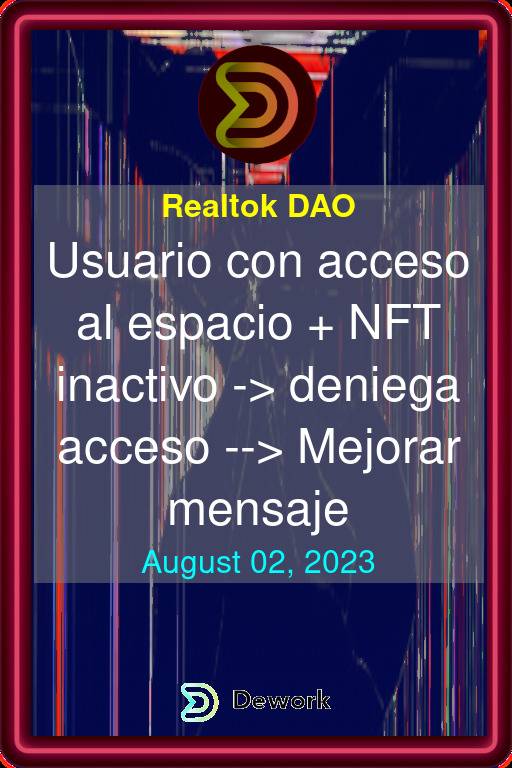 Realtok DAO
Usuario con acceso
al espacio + NFT
inactivo -> deniega
acceso --> Mejorar
mensaje
August 02, 2023
Dework